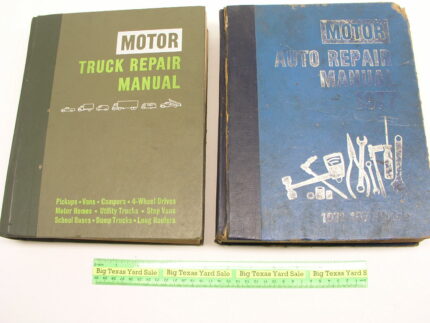 MOTOR
TRUCK REPAIR
MANUAL
Pickups • Vans • Campers • 4-Wheel Drives
Motor Homes • Utility Trucks • Step Vans
School Buses • Dump Trucks • Long Haulers
MOTOR
AUTO REPAIR
MANUAL
Big Texas Yard Sale
Big Texas Yard Sale
Big Texas Yard Sale
Big Texas Yard Sale